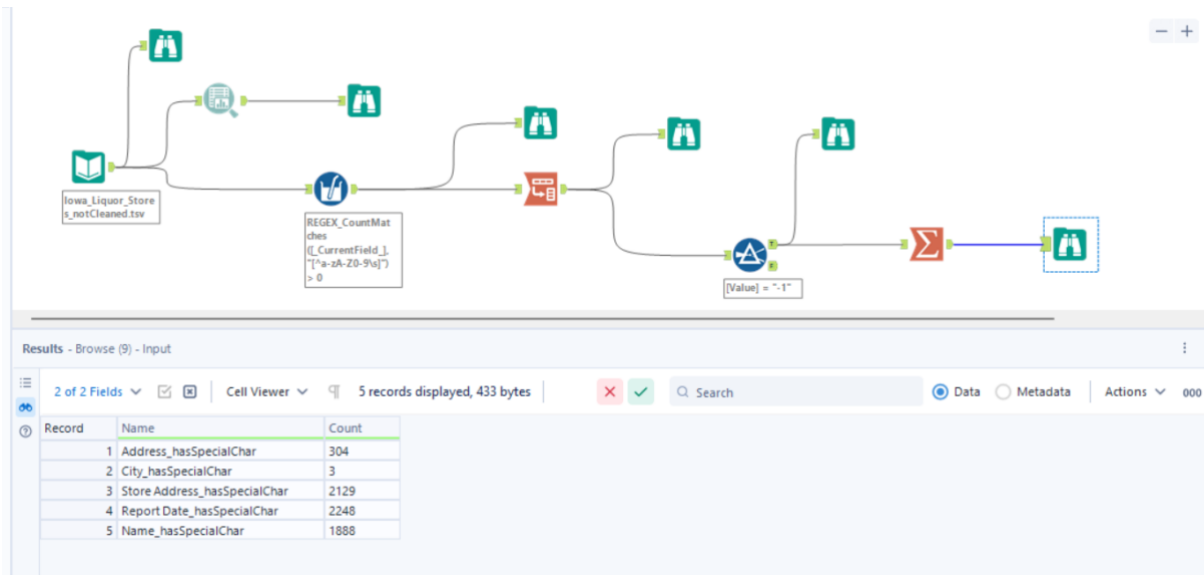 Iowa_Liquor_Store
s_notCleaned.tsv
REGEX_CountMat
ches
([_CurrentField_],
"[^a-zA-Z0-9\s]")
> 0
[Value] = "-1"
Results - Browse (9) - Input
2 of 2 Fields Cell Viewer 5 records displayed, 433 bytes Search Data Metadata Actions 000
Record Name Count
1 Address_hasSpecialChar 304
2 City_hasSpecialChar 3
3 Store Address_hasSpecialChar 2129
4 Report Date_hasSpecialChar 2248
5 Name_hasSpecialChar 1888